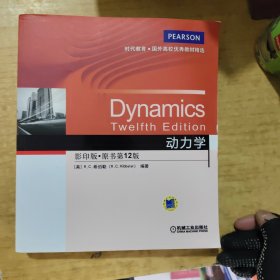 PEARSON
时代教育·国外高校优秀教材精选
Dynamics
Twelfth Edition
动力学
影印版·原书第12版
[美] R.C.希伯勒（R.C.Hibbeler） 编著
机械工业出版社